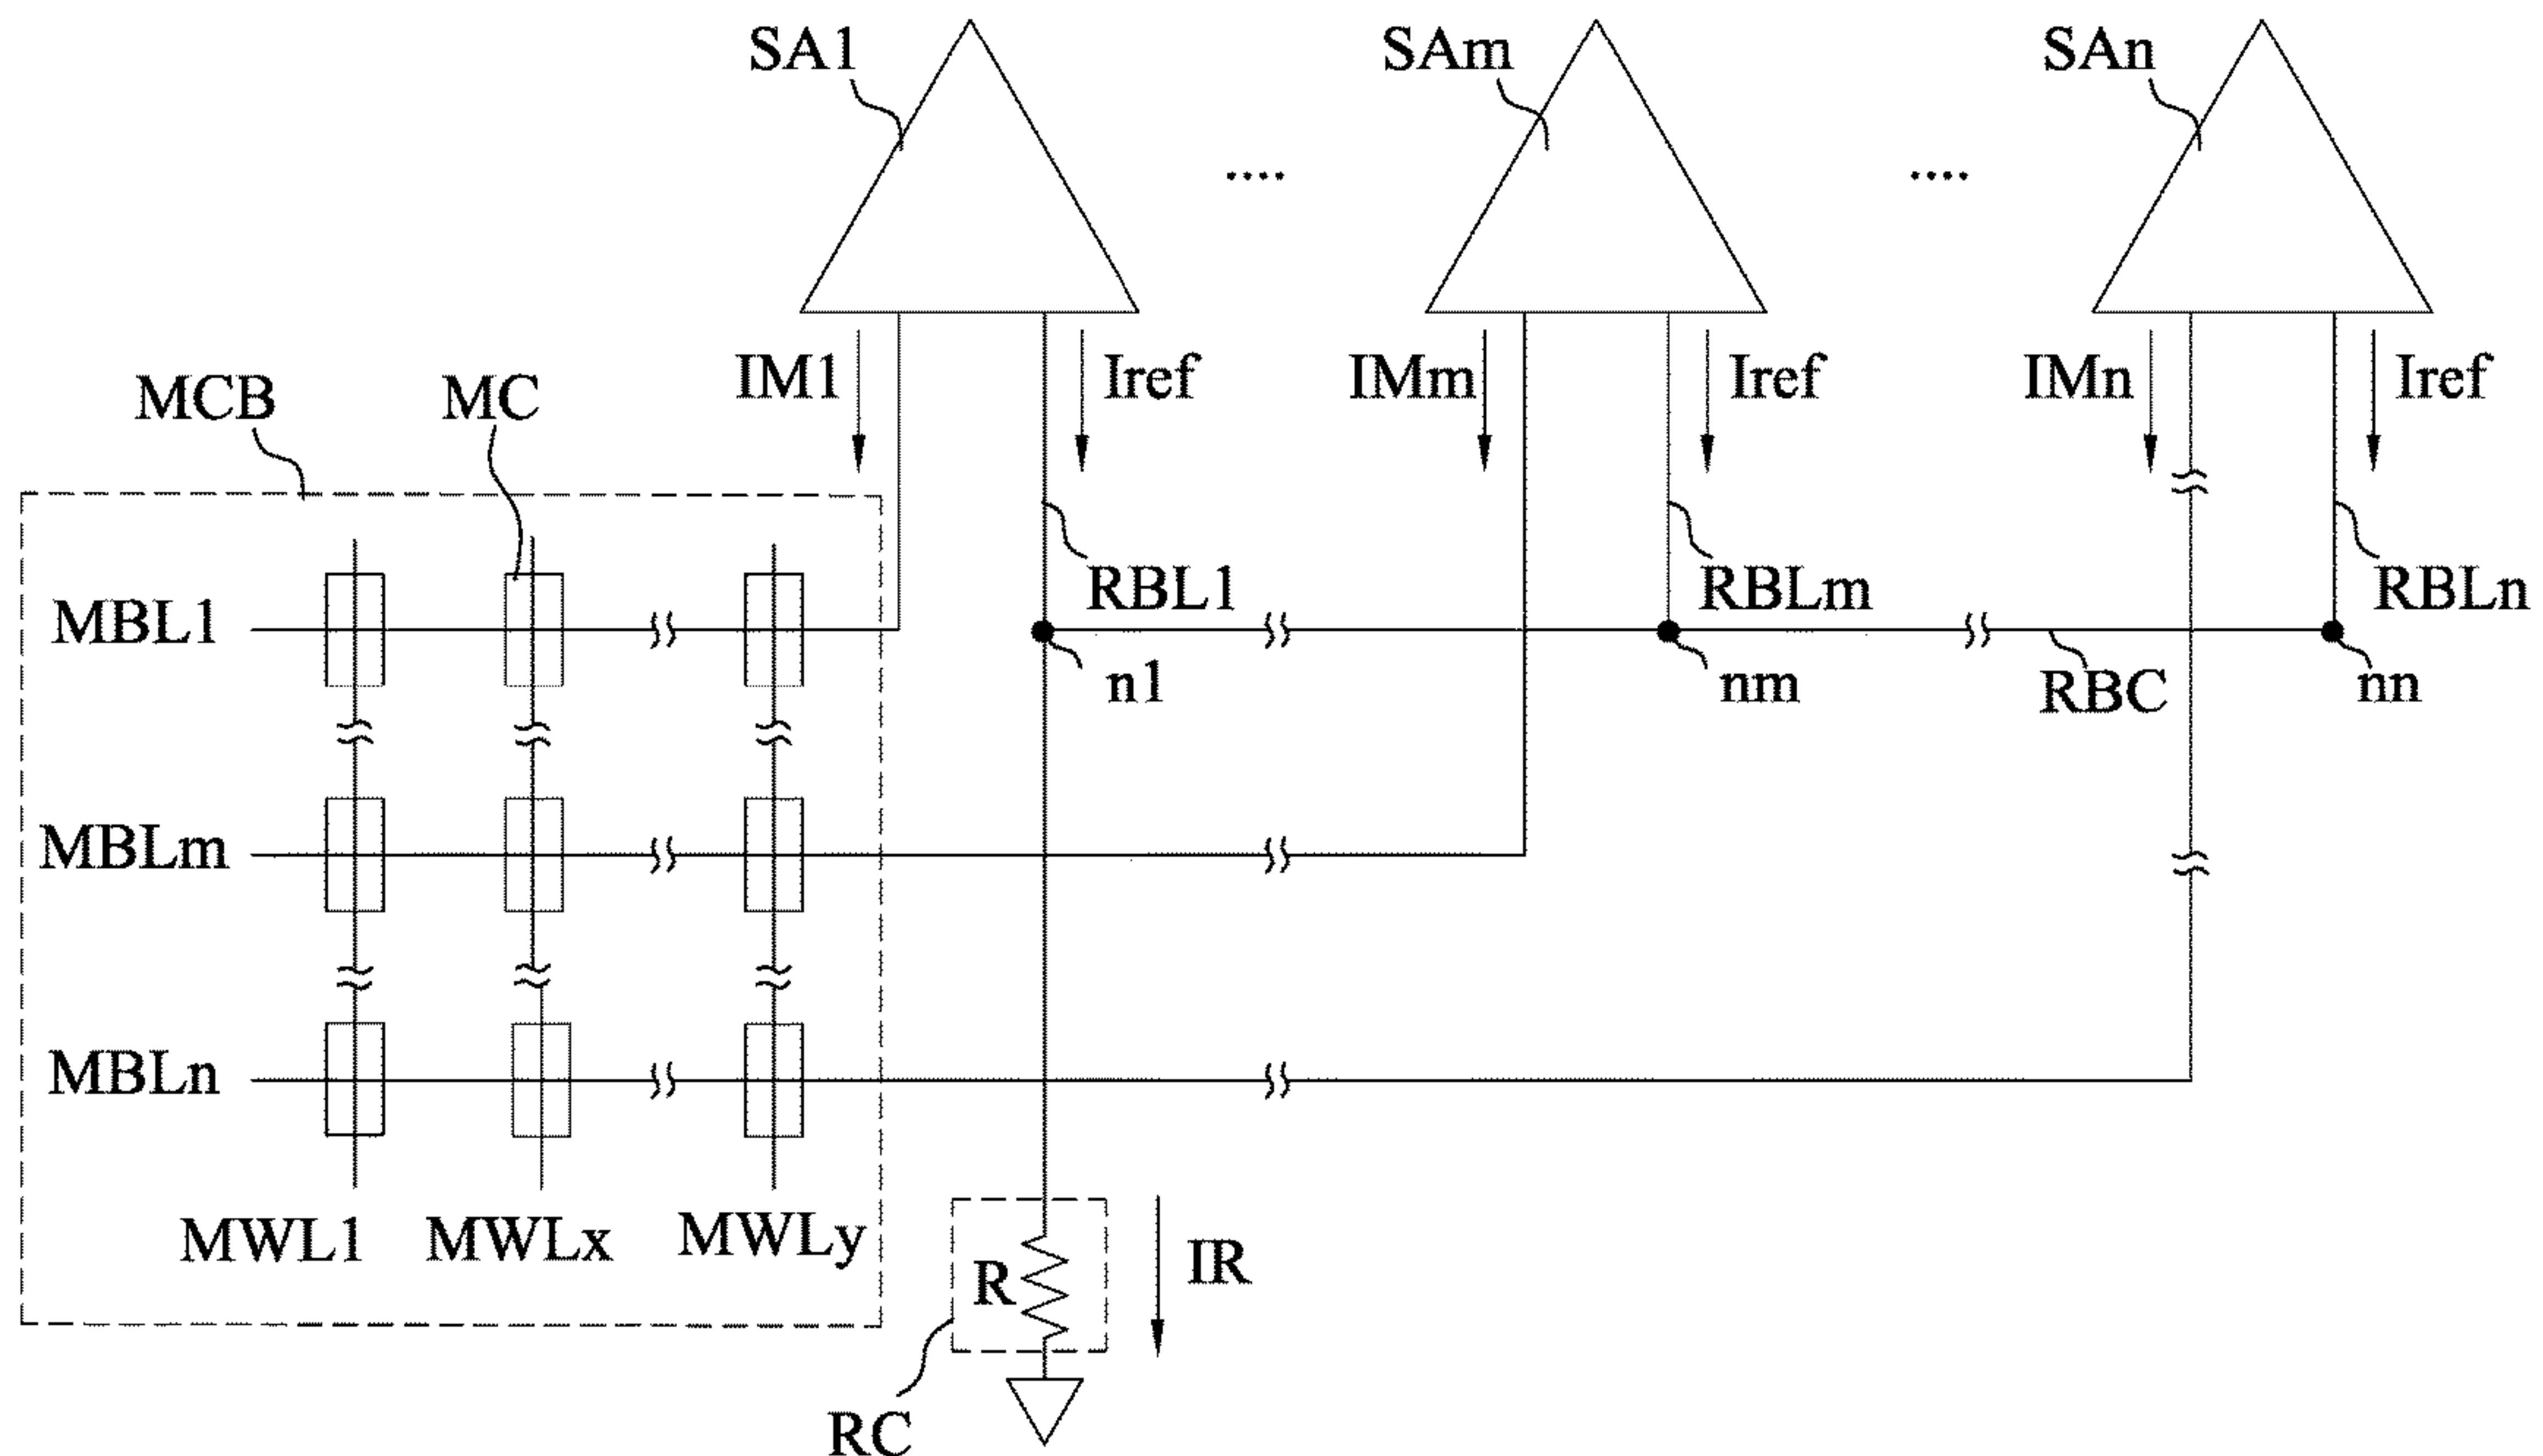 SA1
SAm
SAn
....
....
MCB
MC
IM1
Iref
IMm
Iref
IMn
Iref
MBL1
RBL1
RBLm
RBLn
n1
nm
RBC
nn
MBLm
MBLn
MWL1
MWLx
MWLy
R
IR
RC